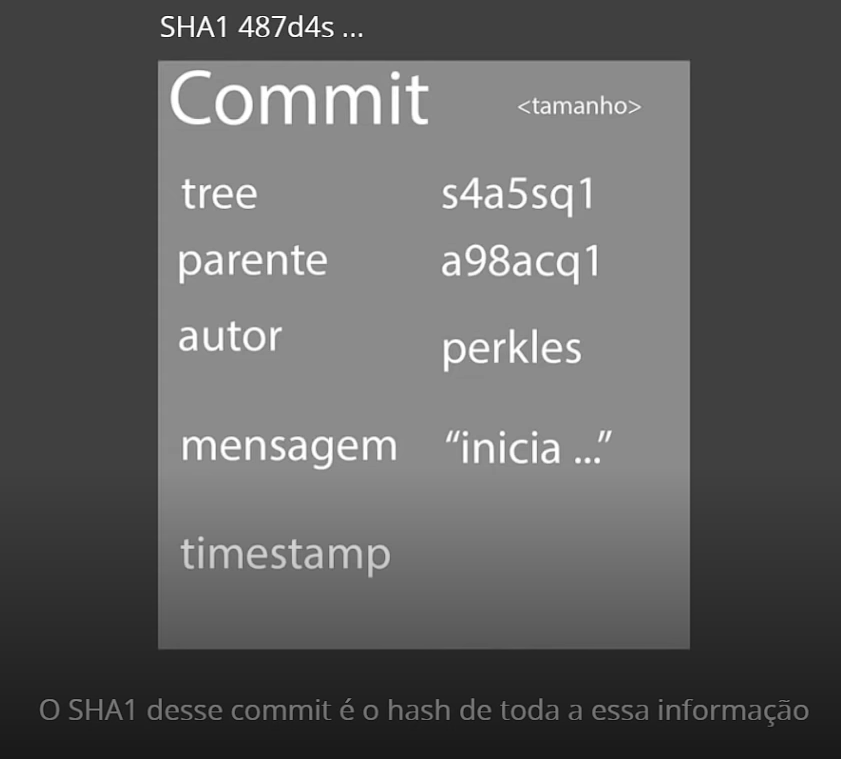 SHA1 487d4s ...
Commit <tamanho>
tree s4a5sq1
parente a98acq1
autor perkles
mensagem “inicia ...”
timestamp
O SHA1 desse commit é o hash de toda a essa informação